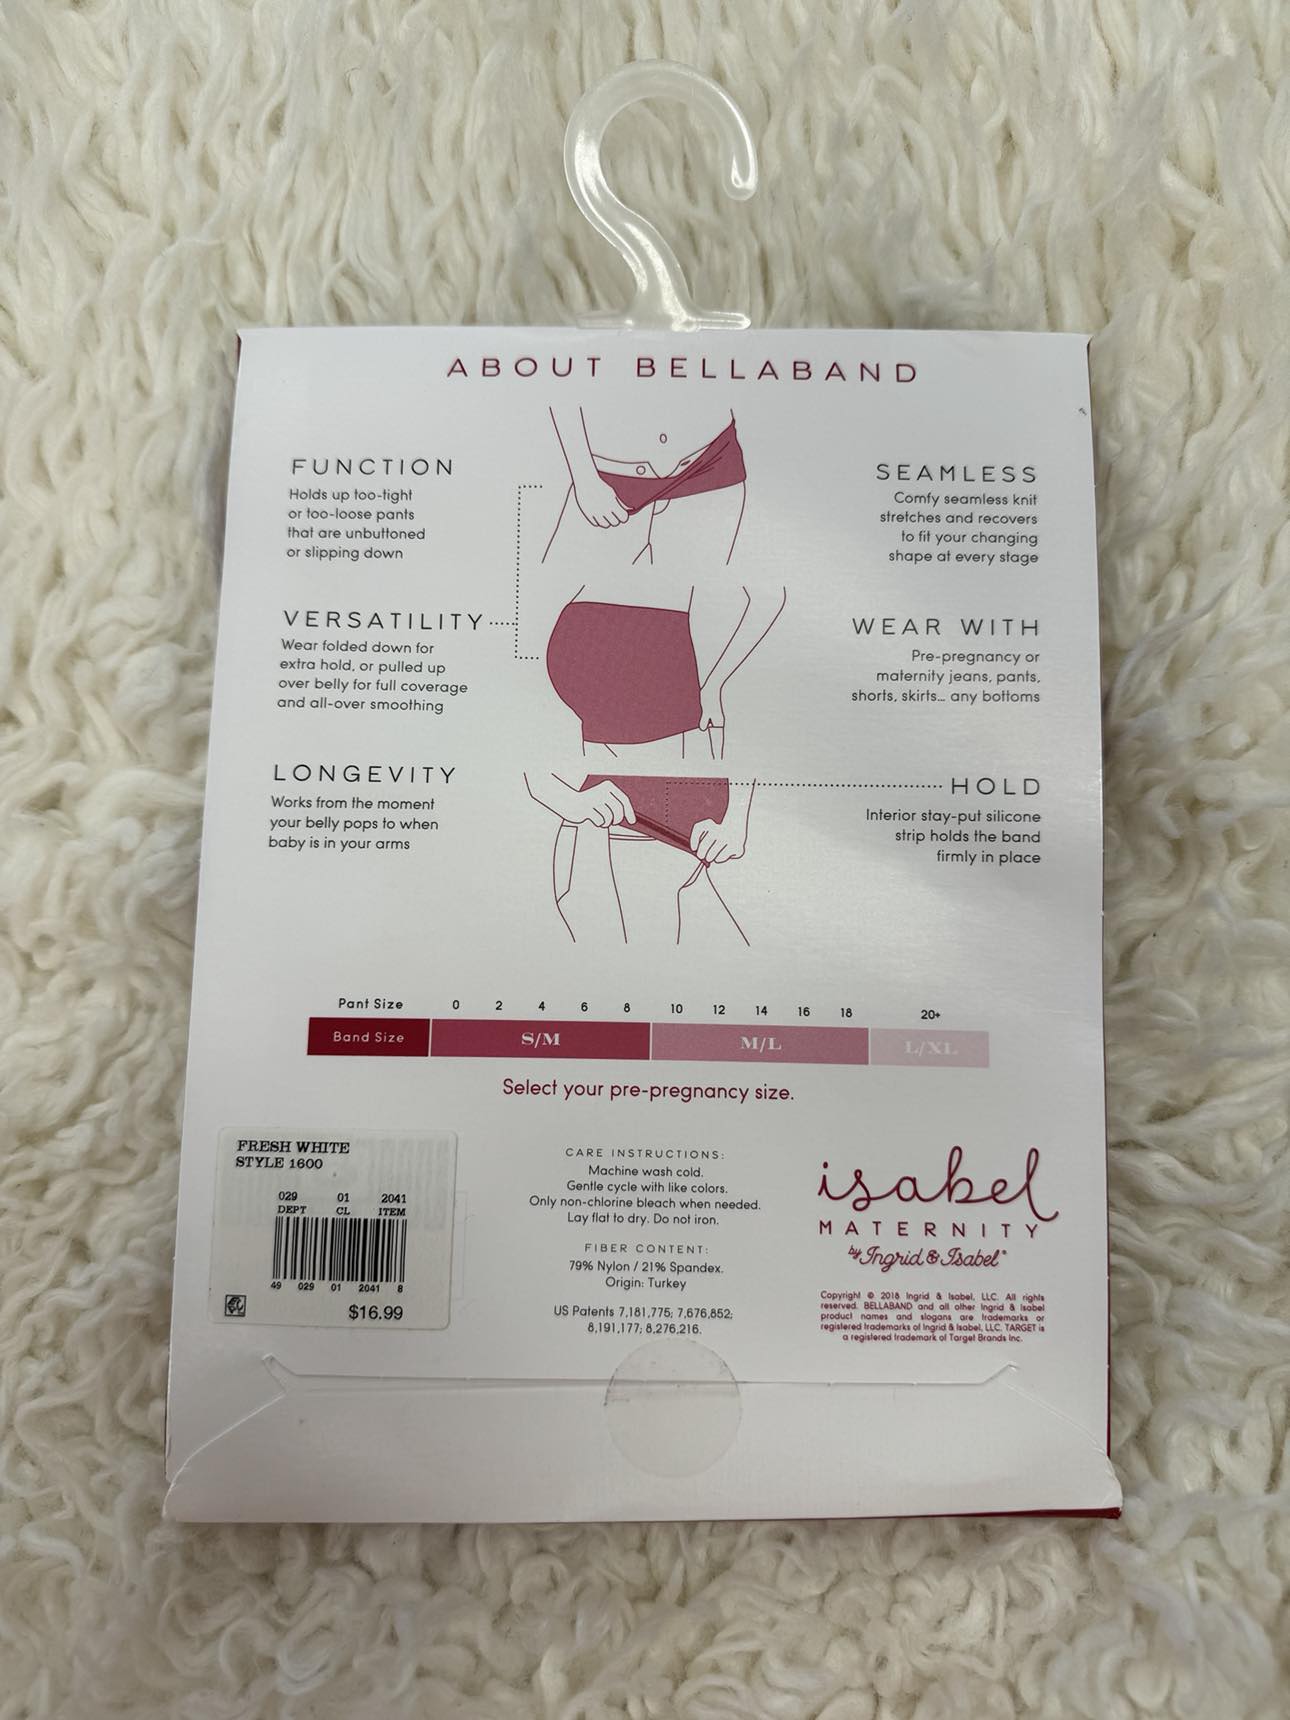 ABOUT BELLABAND
FUNCTION
Holds up too-tight
or too-loose pants
that are unbuttoned
or slipping down
VERSATILITY
Wear folded down for
extra hold, or pulled up
over belly for full coverage
and all-over smoothing
LONGEVITY
Works from the moment
your belly pops to when
baby is in your arms
SEAMLESS
Comfy seamless knit
stretches and recovers
to fit your changing
shape at every stage
WEAR WITH
Pre-pregnancy or
maternity jeans, pants,
shorts, skirts... any bottoms
HOLD
Interior stay-put silicone
strip holds the band
firmly in place
Pant Size 0 2 4 6 8 10 12 14 16 18 20+
Band Size S/M M/L L/XL
Select your pre-pregnancy size.
FRESH WHITE
STYLE 1600
029 01 2041
DEPT CL ITEM
49 029 01 2041 8
$16.99
CARE INSTRUCTIONS:
Machine wash cold.
Gentle cycle with like colors.
Only non-chlorine bleach when needed.
Lay flat to dry. Do not iron.
FIBER CONTENT:
79% Nylon / 21% Spandex.
Origin: Turkey
US Patents 7,181,775; 7,676,852;
8,191,177; 8,276,216.
isabel
MATERNITY
by Ingrid & Isabel®
Copyright © 2018 Ingrid & Isabel, LLC. All rights
reserved. BELLABAND and all other Ingrid & Isabel
product names and slogans are trademarks or
registered trademarks of Ingrid & Isabel, LLC. TARGET is
a registered trademark of Target Brands Inc.